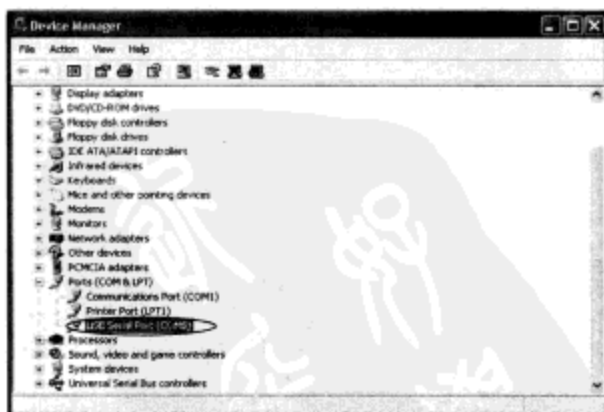 Device Manager
File Action View Help
Display adapters
DVD/CD-ROM drives
Floppy disk controllers
Floppy disk drives
IDE ATA/ATAPI controllers
Infrared devices
Keyboards
Mice and other pointing devices
Modems
Monitors
Network adapters
Other devices
PCMCIA adapters
Ports (COM & LPT)
Communications Port (COM1)
Printer Port (LPT1)
USB Serial Port
Processors
Sound, video and game controllers
System devices
Universal Serial Bus controllers